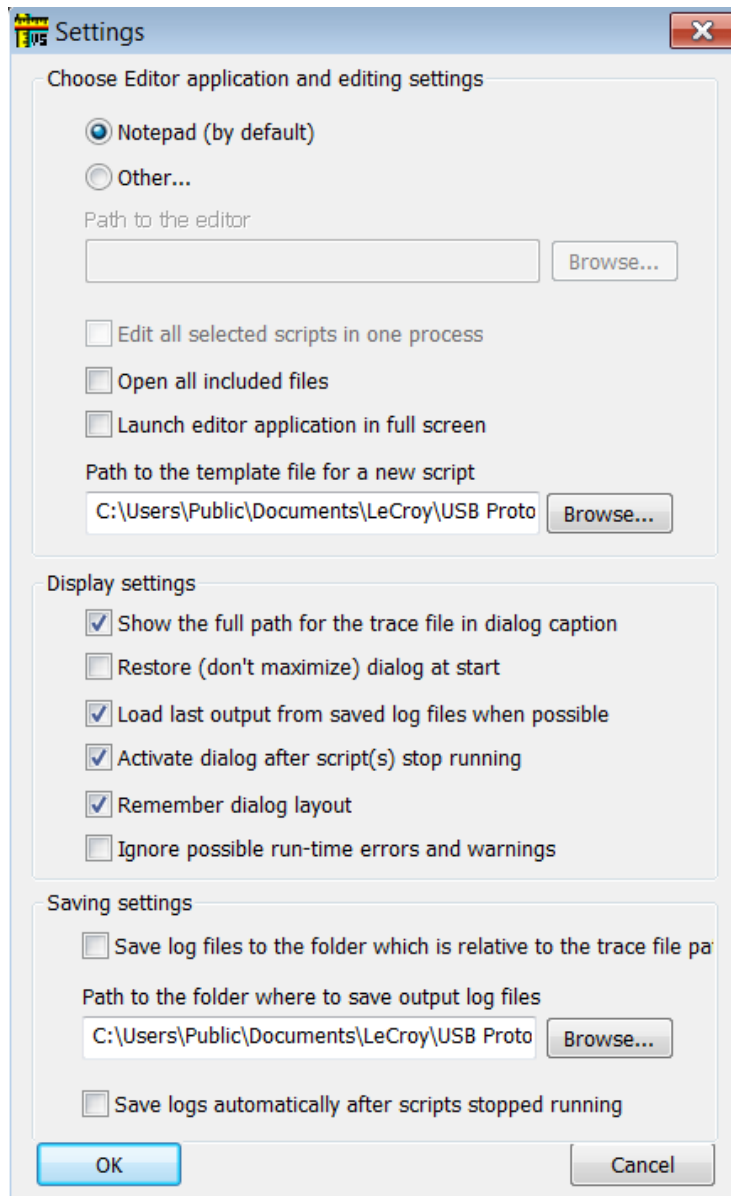 Settings
Choose Editor application and editing settings
Notepad (by default)
Other...
Path to the editor
Browse...
Edit all selected scripts in one process
Open all included files
Launch editor application in full screen
Path to the template file for a new script
C:\Users\Public\Documents\LeCroy\USB Proto Browse...
Display settings
Show the full path for the trace file in dialog caption
Restore (don't maximize) dialog at start
Load last output from saved log files when possible
Activate dialog after script(s) stop running
Remember dialog layout
Ignore possible run-time errors and warnings
Saving settings
Save log files to the folder which is relative to the trace file pa
Path to the folder where to save output log files
C:\Users\Public\Documents\LeCroy\USB Proto Browse...
Save logs automatically after scripts stopped running
OK Cancel